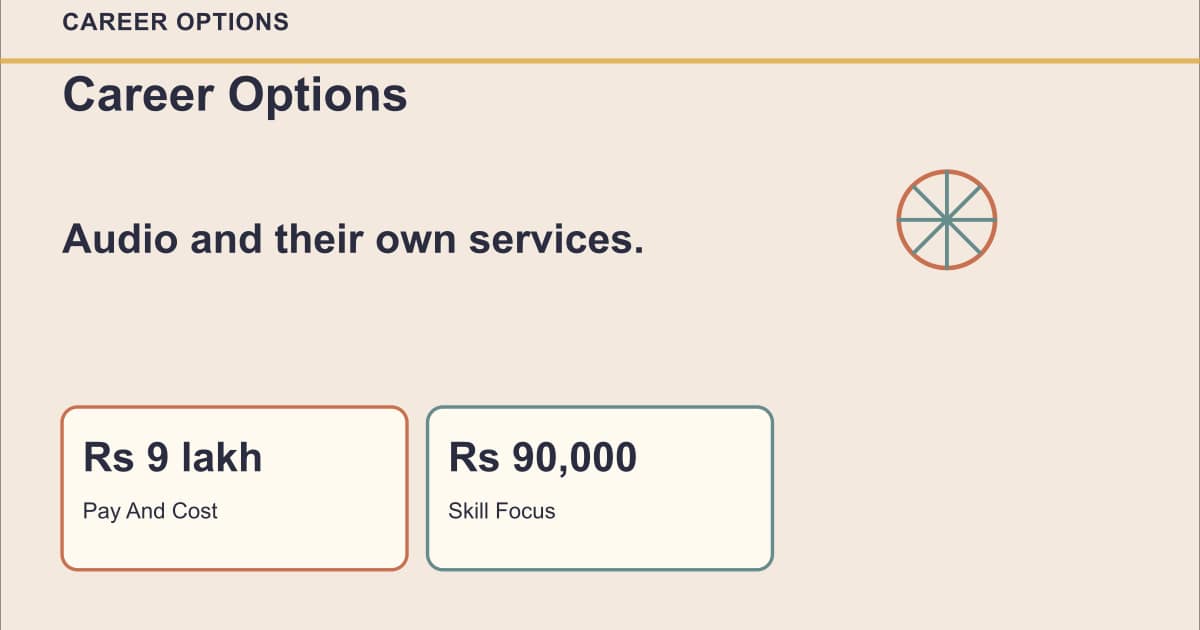 CAREER OPTIONS
Career Options
Audio and their own services.
Rs 9 lakh
Pay And Cost
Rs 90,000
Skill Focus